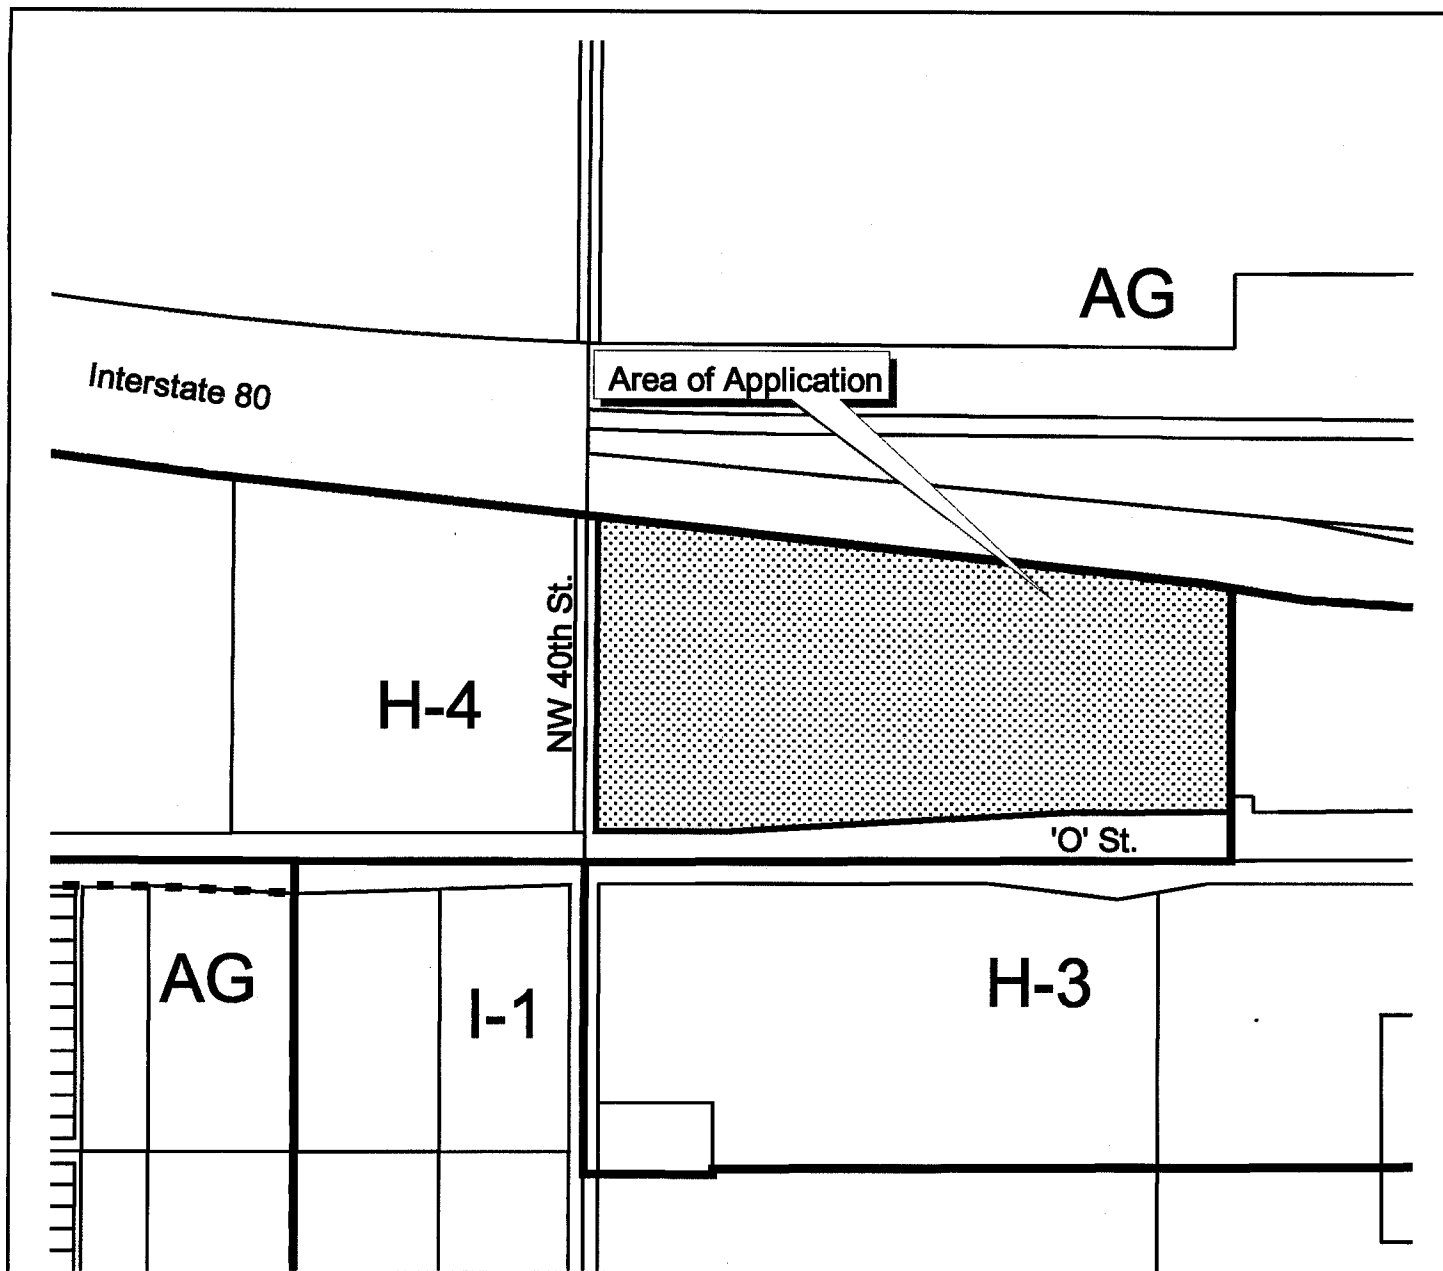 AG
Interstate 80
Area of Application
NW 40th St.
H-4
'O' St.
AG
I-1
H-3